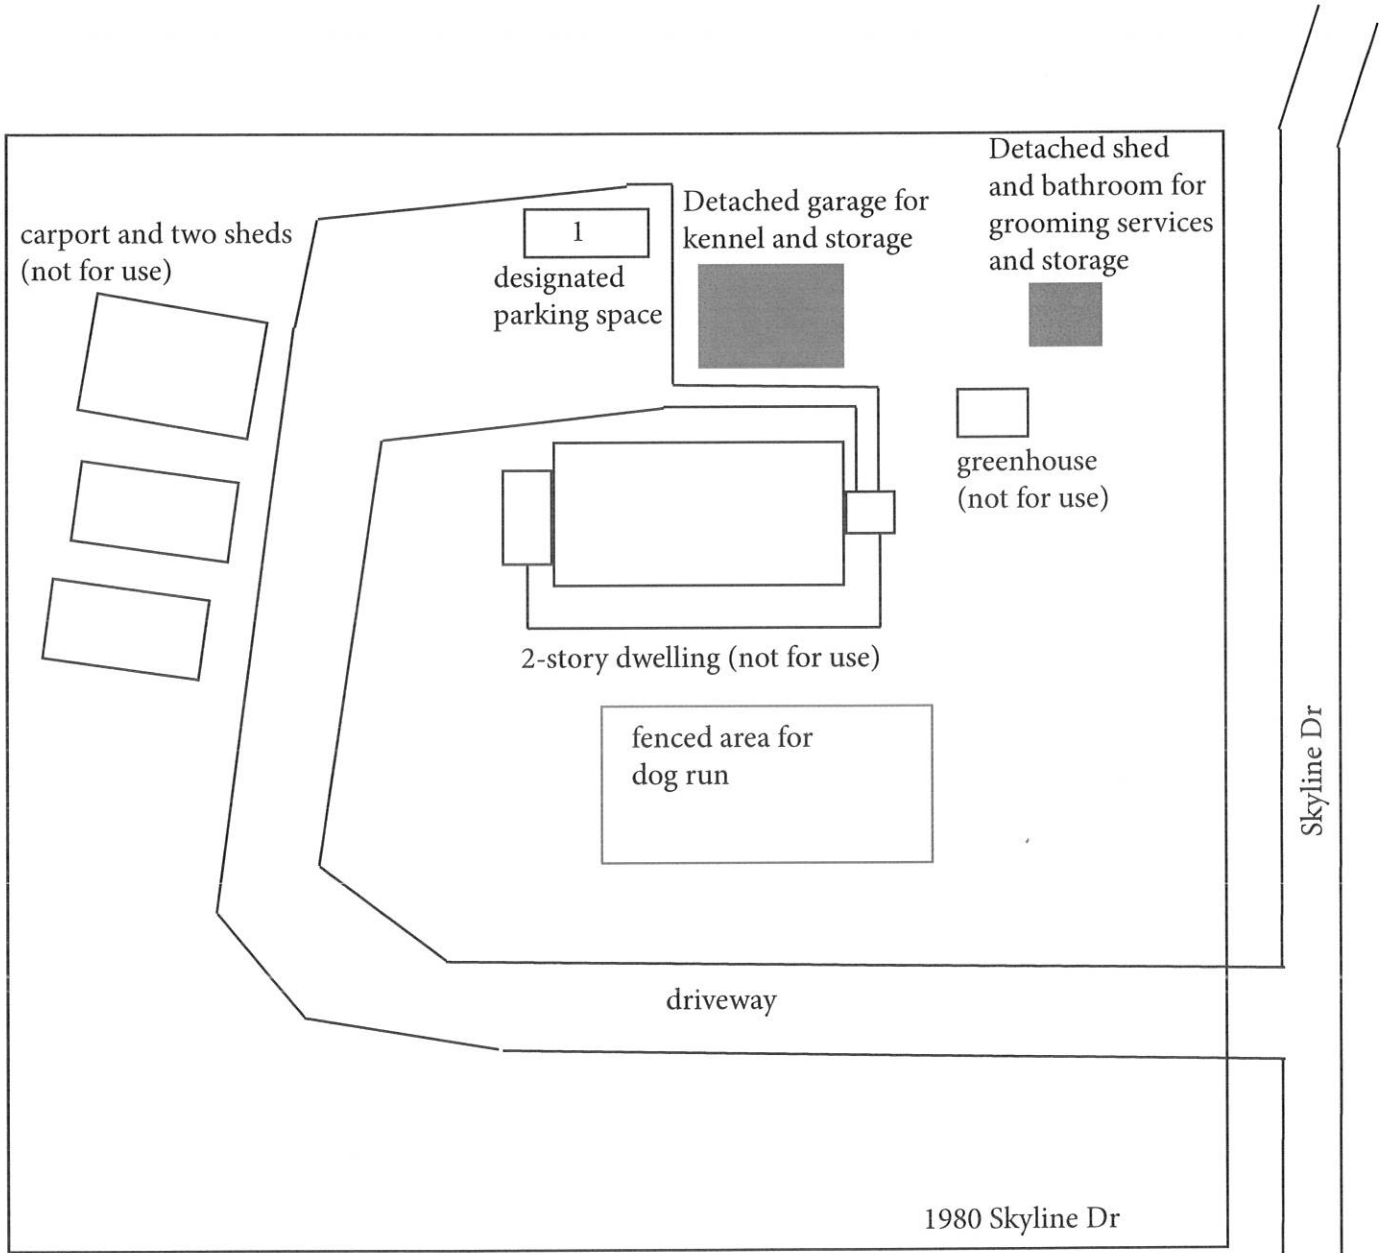 Detached shed
and bathroom for
grooming services
and storage
Detached garage for
kennel and storage
carport and two sheds
(not for use)
1
designated
parking space
greenhouse
(not for use)
2-story dwelling (not for use)
fenced area for
dog run
Skyline Dr
driveway
1980 Skyline Dr